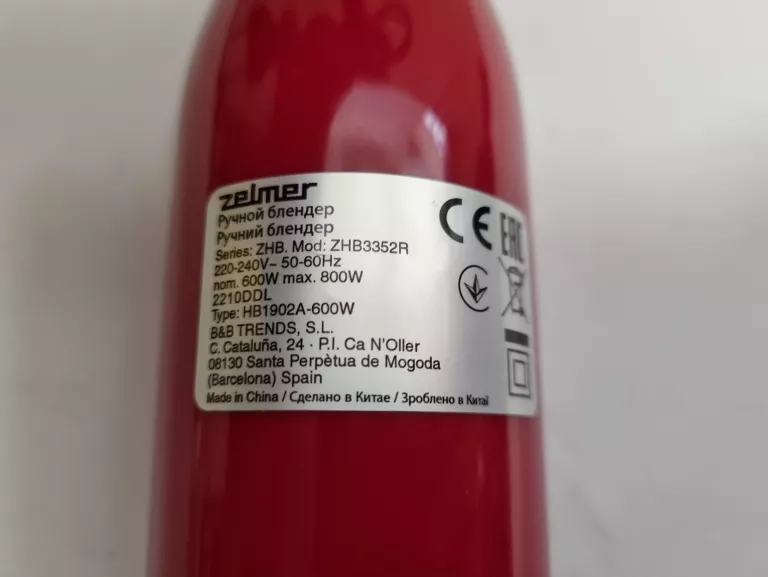 zelmer
Ручной блендер
Ручний блендер
Series: ZHB. Mod: ZHB3352R
220-240V~ 50-60Hz
nom. 600W max. 800W
2210DDL
Type: HB1902A-600W
B&B TRENDS, S.L.
C. Cataluña, 24 · P.I. Ca N'Oller
08130 Santa Perpètua de Mogoda
(Barcelona) Spain
Made in China / Сделано в Китае / Зроблено в Китаї
CE EAC